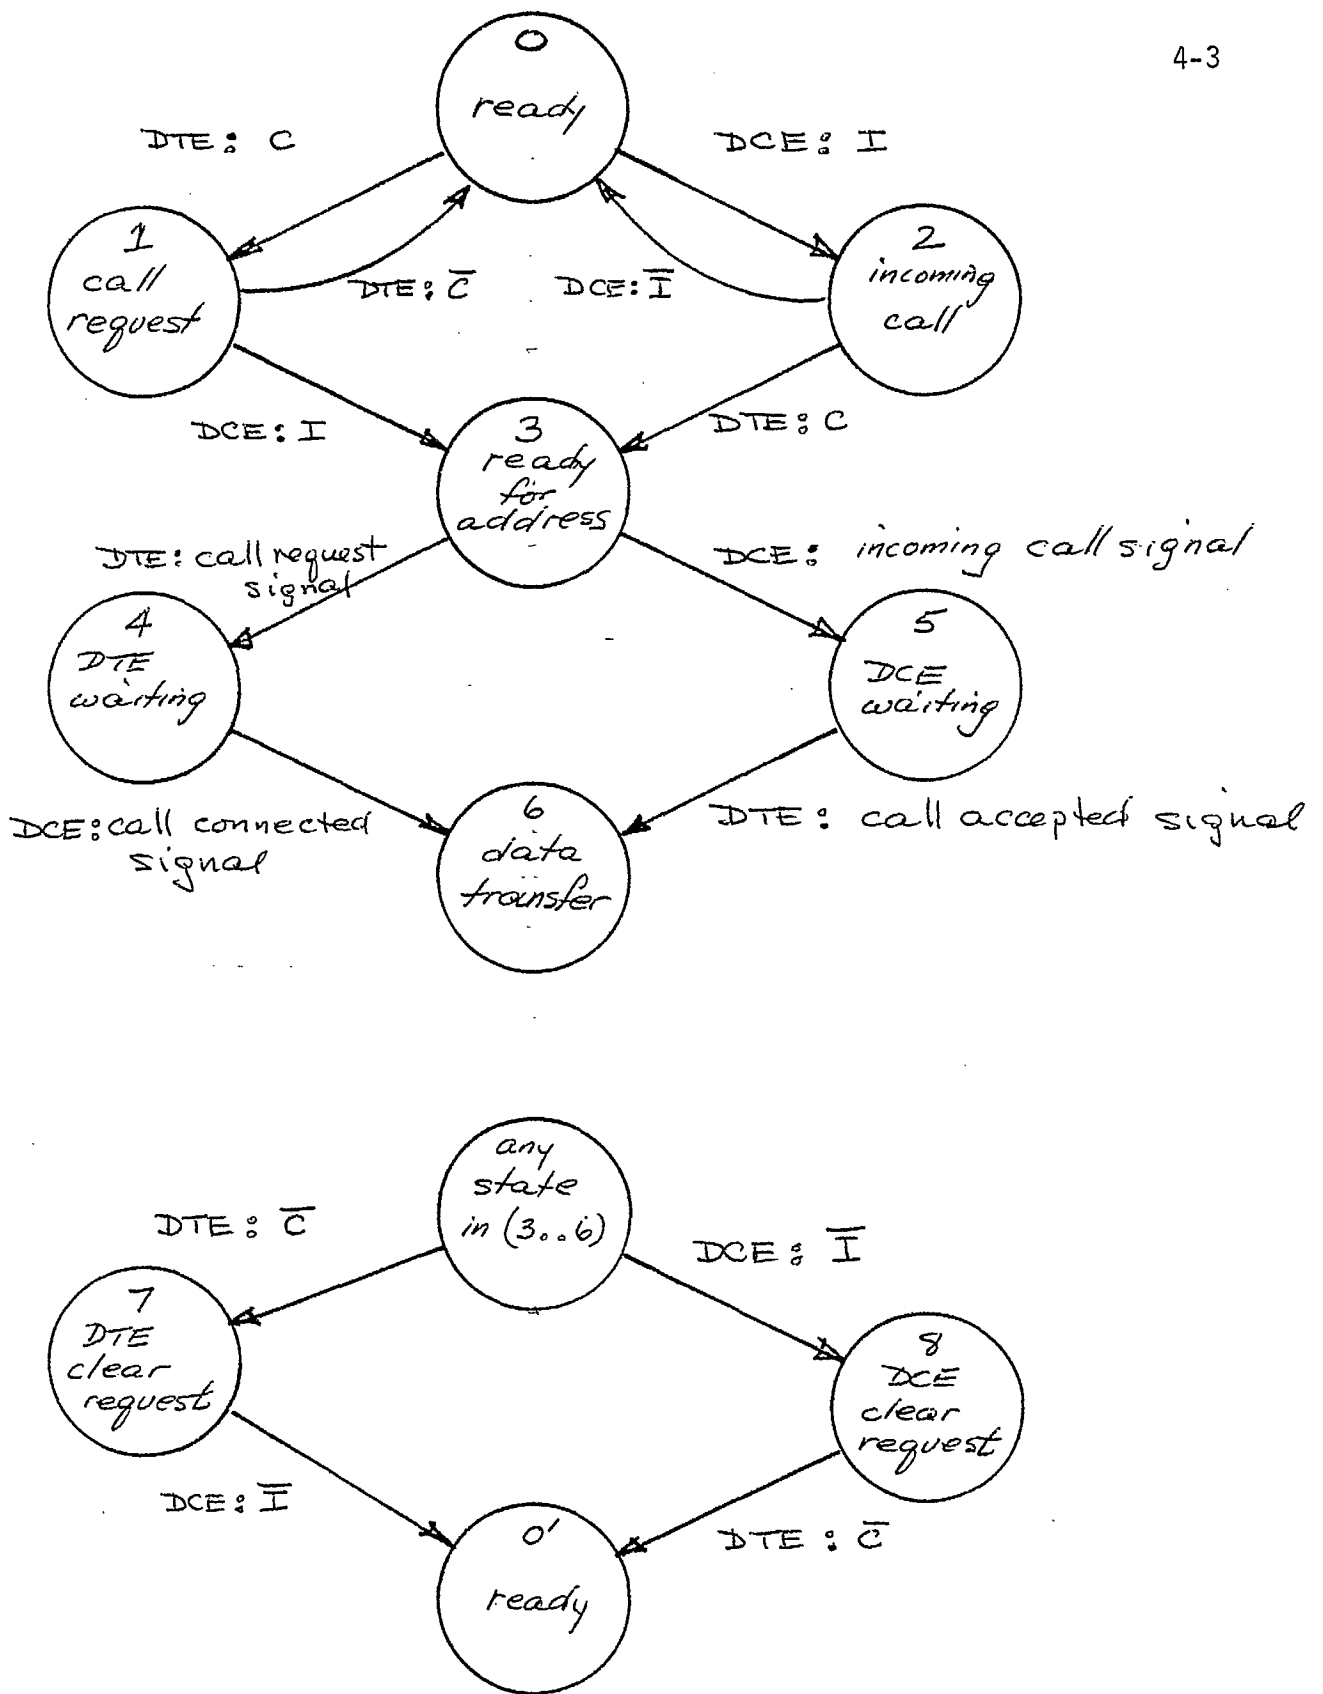 4-3
0
ready
DTE: C
DCE: I
1
call
request
DTE: C̅
DCE: I̅
2
incoming
call
DCE: I
3
ready
for
address
DTE: C
DTE: call request
signal
DCE: incoming call signal
4
DTE
waiting
5
DCE
waiting
DCE: call connected
signal
6
data
transfer
DTE: call accepted signal
any
state
in (3..6)
DTE: C̅
DCE: I̅
7
DTE
clear
request
8
DCE
clear
request
DCE: I̅
0'
ready
DTE: C̅